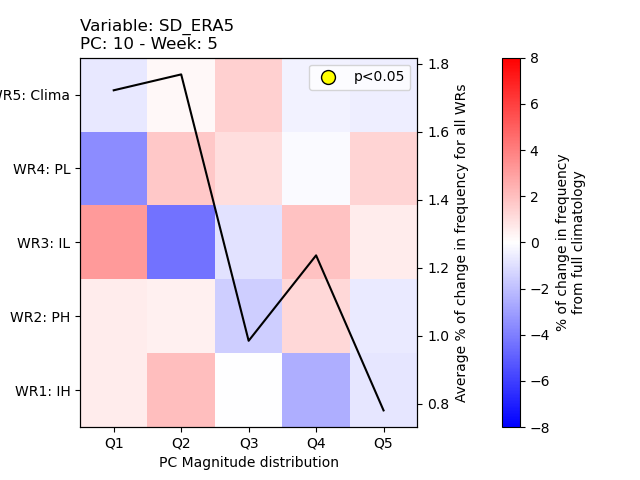 Variable: SD_ERA5
PC: 10 - Week: 5
p<0.05
WR5: Clima
WR4: PL
WR3: IL
WR2: PH
WR1: IH
Q1 Q2 Q3 Q4 Q5
PC Magnitude distribution
1.8
1.6
1.4
1.2
1.0
0.8
Average % of change in frequency for all WRs
8
6
4
2
0
−2
−4
−6
−8
% of change in frequency
from full climatology